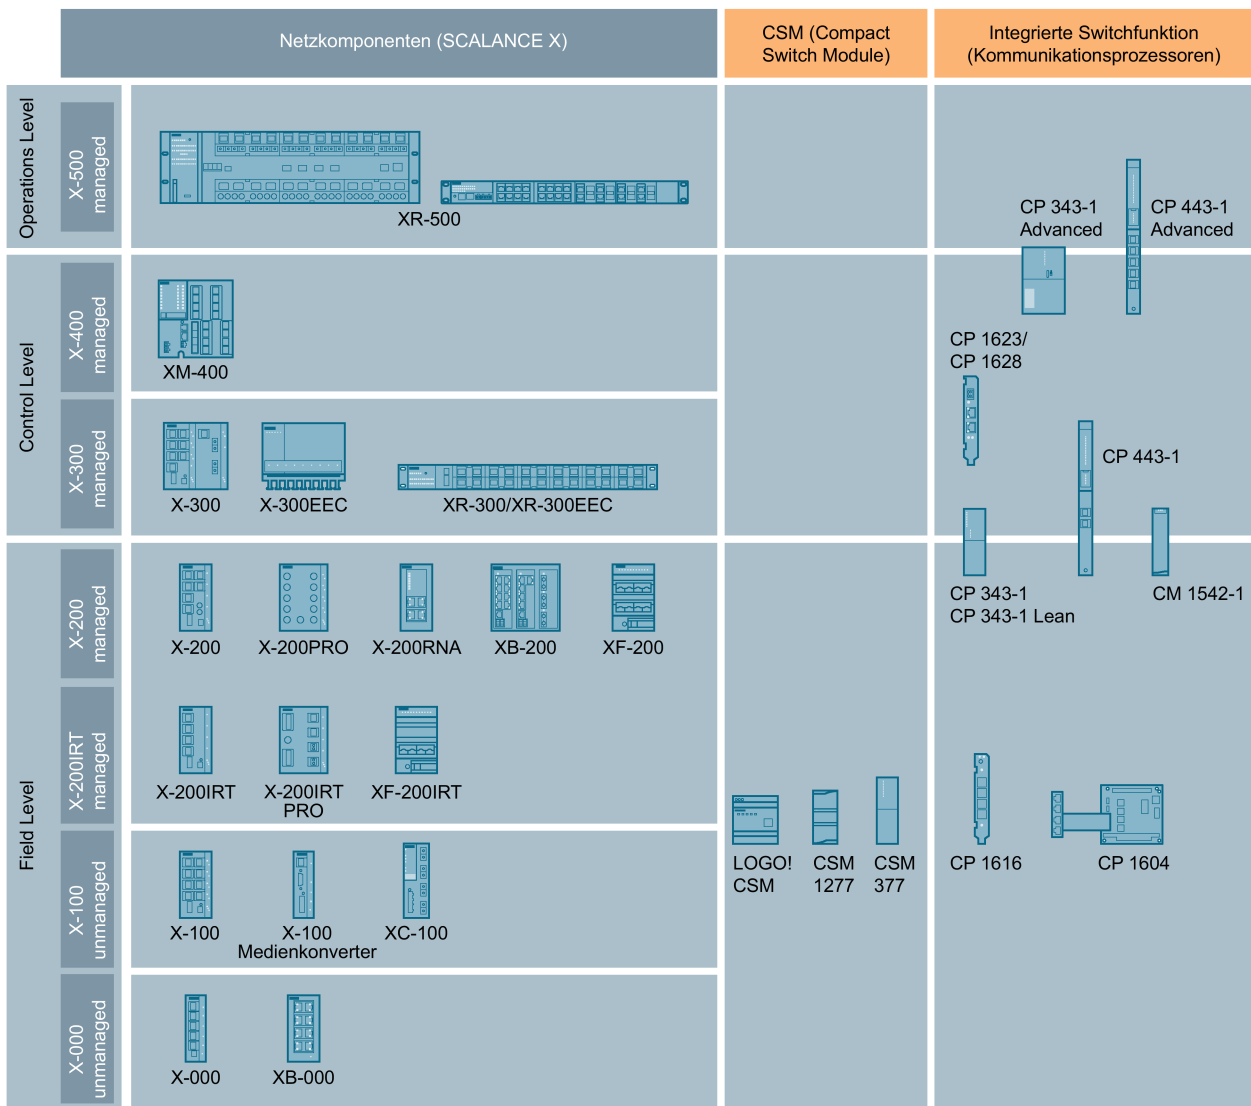 Netzkomponenten (SCALANCE X)
CSM (Compact
Switch Module)
Integrierte Switchfunktion
(Kommunikationsprozessoren)
Operations Level
X-500
managed
XR-500
CP 343-1
Advanced
CP 443-1
Advanced
Control Level
X-400
managed
XM-400
CP 1623/
CP 1628
X-300
managed
X-300
X-300EEC
XR-300/XR-300EEC
CP 443-1
Field Level
X-200
managed
X-200
X-200PRO
X-200RNA
XB-200
XF-200
CP 343-1
CP 343-1 Lean
CM 1542-1
X-200IRT
managed
X-200IRT
X-200IRT
PRO
XF-200IRT
LOGO!
CSM
CSM
1277
CSM
377
CP 1616
CP 1604
X-100
unmanaged
X-100
X-100
Medienkonverter
XC-100
X-000
unmanaged
X-000
XB-000